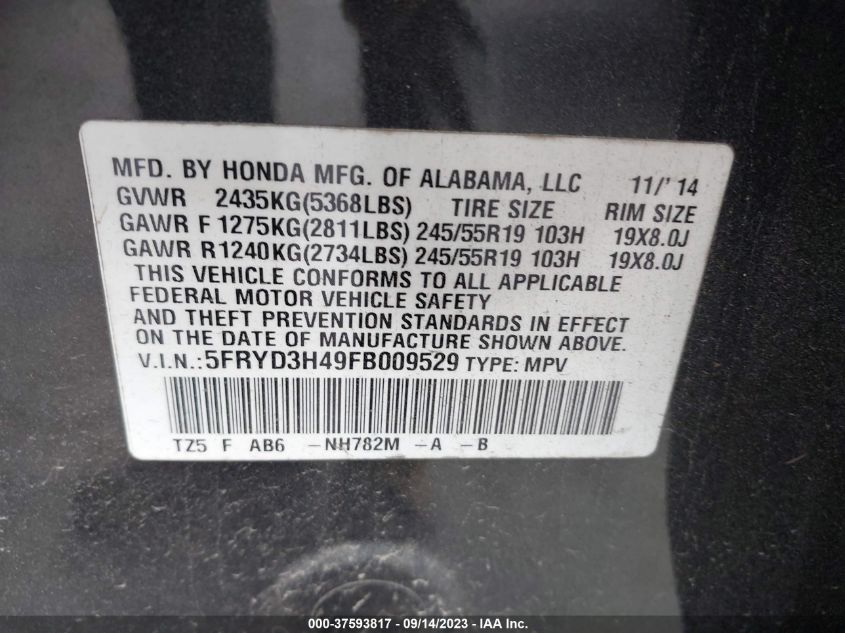 MFD. BY HONDA MFG. OF ALABAMA, LLC 11/'14
GVWR 2435KG(5368LBS) TIRE SIZE RIM SIZE
GAWR F 1275KG(2811LBS) 245/55R19 103H 19X8.0J
GAWR R1240KG(2734LBS) 245/55R19 103H 19X8.0J
THIS VEHICLE CONFORMS TO ALL APPLICABLE
FEDERAL MOTOR VEHICLE SAFETY
AND THEFT PREVENTION STANDARDS IN EFFECT
ON THE DATE OF MANUFACTURE SHOWN ABOVE.
V.I.N.:5FRYD3H49FB009529 TYPE: MPV
TZ5 F AB6 -NH782M -A -B
000-37593817 - 09/14/2023 - IAAI.com